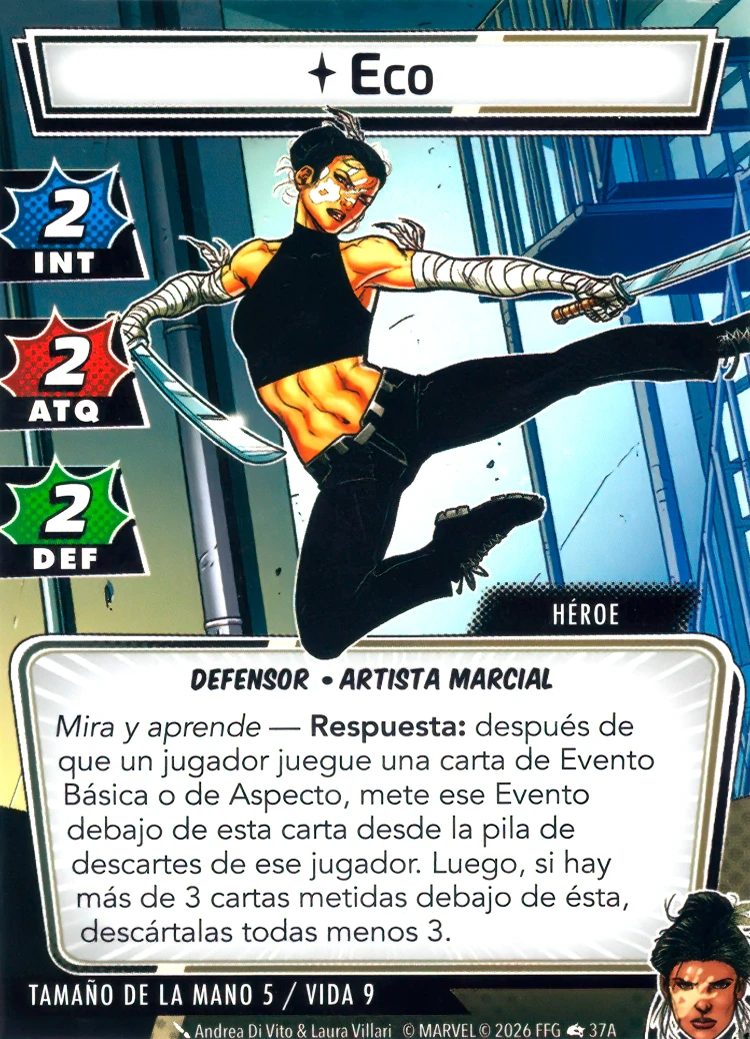 Eco
2
INT
2
ATQ
2
DEF
HÉROE
DEFENSOR • ARTISTA MARCIAL
Mira y aprende — Respuesta: después de
que un jugador juegue una carta de Evento
Básica o de Aspecto, mete ese Evento
debajo de esta carta desde la pila de
descartes de ese jugador. Luego, si hay
más de 3 cartas metidas debajo de ésta,
descártalas todas menos 3.
TAMAÑO DE LA MANO 5 / VIDA 9
Andrea Di Vito & Laura Villari © MARVEL © 2026 FFG 37A